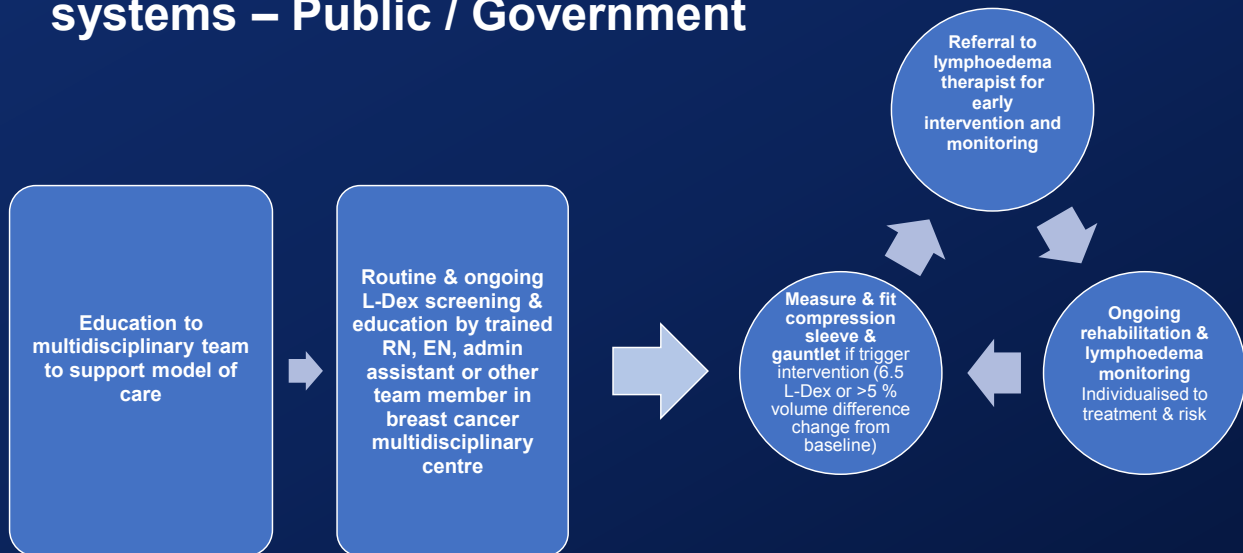 systems – Public / Government
Education to
multidisciplinary team
to support model of
care
Routine & ongoing
L-Dex screening &
education by trained
RN, EN, admin
assistant or other
team member in
breast cancer
multidisciplinary
centre
Referral to
lymphoedema
therapist for
early
intervention and
monitoring
Measure & fit
compression
sleeve &
gauntlet if trigger
intervention (6.5
L-Dex or >5 %
volume difference
change from
baseline)
Ongoing
rehabilitation &
lymphoedema
monitoring
Individualised to
treatment & risk